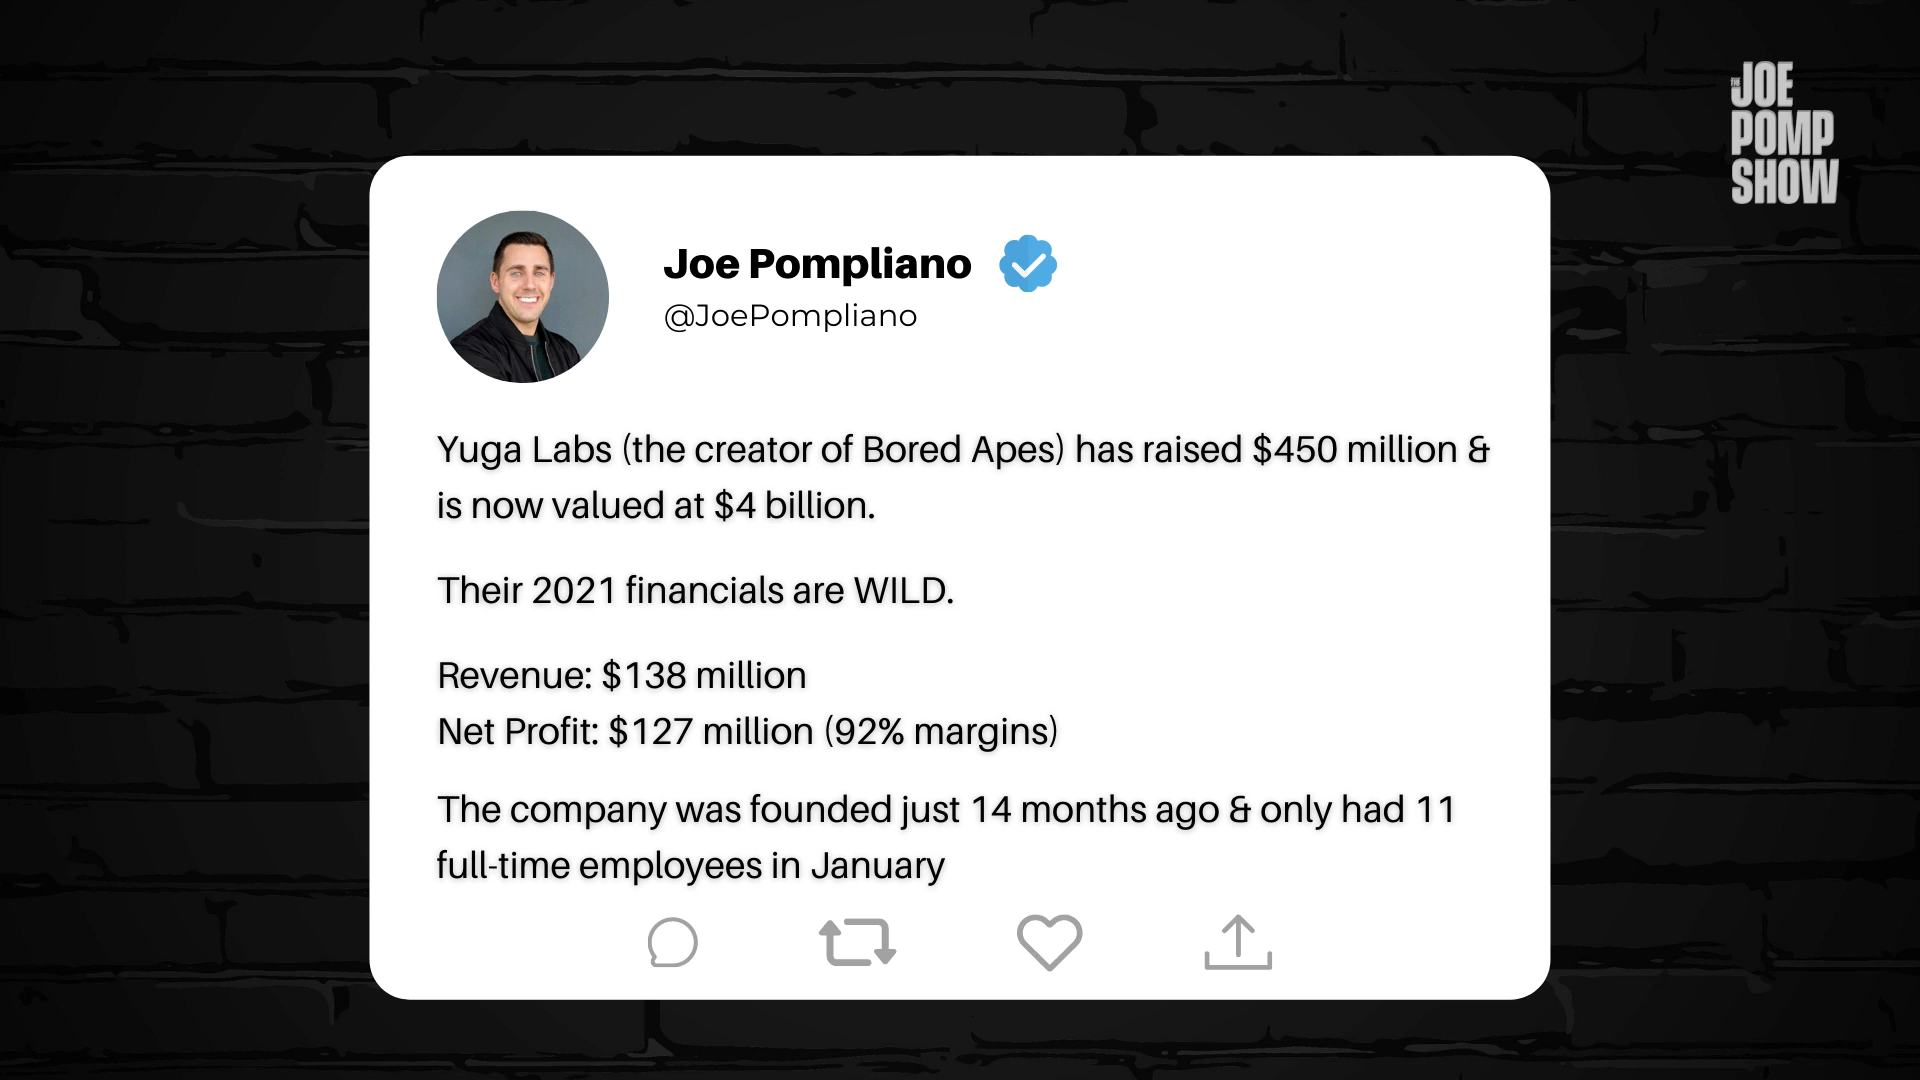 THE
JOE
POMP
SHOW
Joe Pompliano
@JoePompliano
Yuga Labs (the creator of Bored Apes) has raised $450 million &
is now valued at $4 billion.
Their 2021 financials are WILD.
Revenue: $138 million
Net Profit: $127 million (92% margins)
The company was founded just 14 months ago & only had 11
full-time employees in January